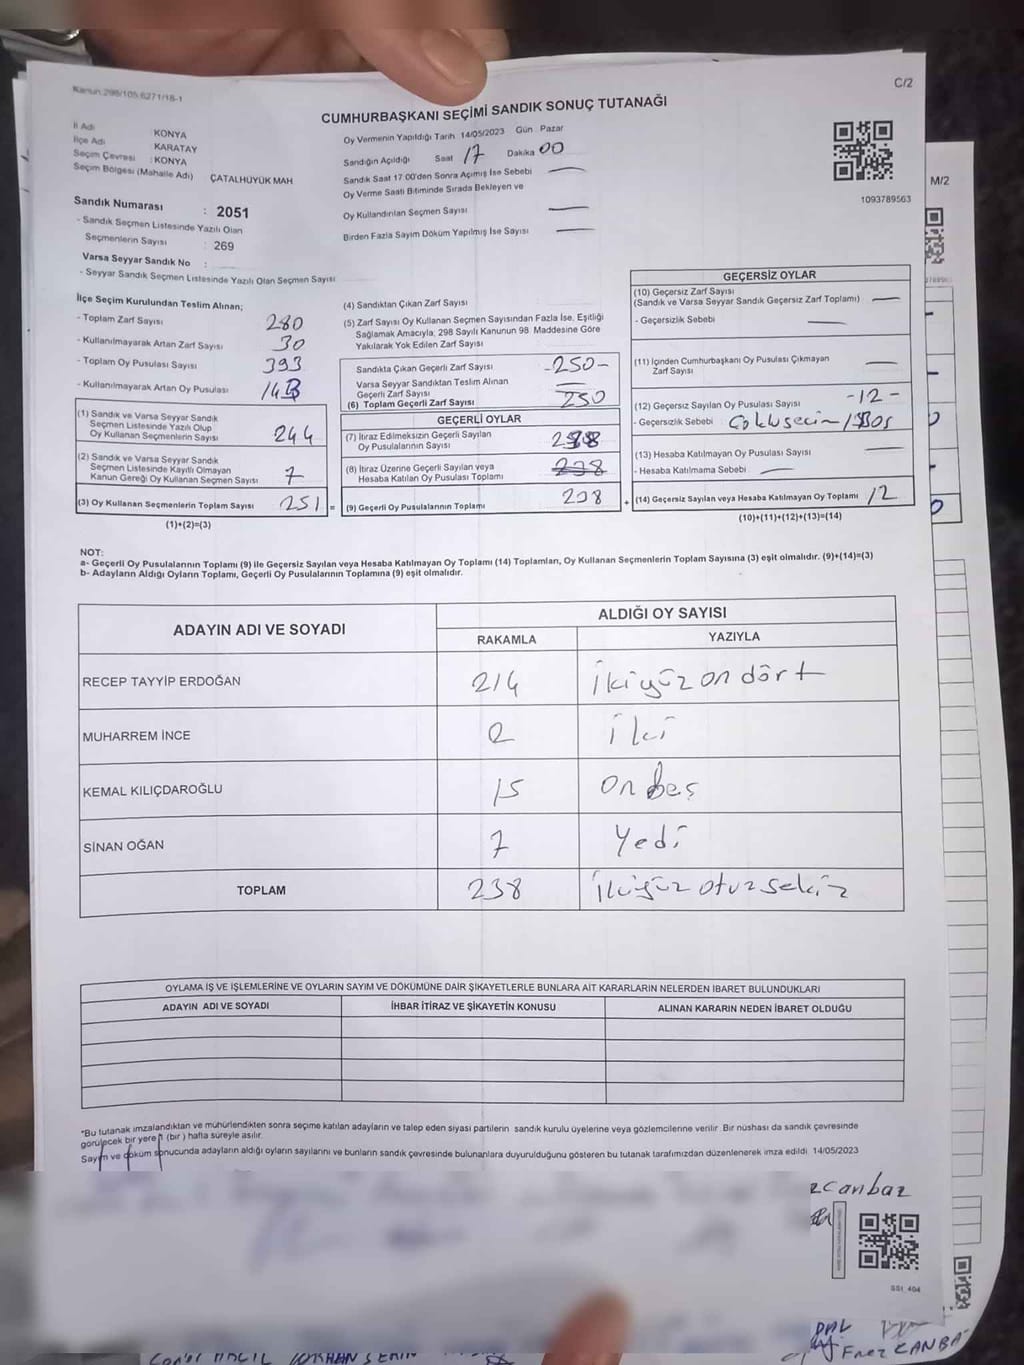 Kanun:298/105,6271/18-1
C/2
CUMHURBAŞKANI SEÇİMİ SANDIK SONUÇ TUTANAĞI
İl Adı KONYA
İlçe Adı KARATAY
Seçim Çevresi : KONYA
Seçim Bölgesi (Mahalle Adı) ÇATALHÜYÜK MAH
Oy Vermenin Yapıldığı Tarih 14/05/2023 Gün Pazar
Sandığın Açıldığı Saat 17 Dakika 00
Sandık Saat 17:00'den Sonra Açımış İse Sebebi —
Oy Verme Saati Bitiminde Sırada Bekleyen ve
Oy Kullandırılan Seçmen Sayısı —
Birden Fazla Sayım Döküm Yapılmış İse Sayısı —
1093789563
M/2
Sandık Numarası : 2051
- Sandık Seçmen Listesinde Yazılı Olan
Seçmenlerin Sayısı : 269
Varsa Seyyar Sandık No :
- Seyyar Sandık Seçmen Listesinde Yazılı Olan Seçmen Sayısı
İlçe Seçim Kurulundan Teslim Alınan;
- Toplam Zarf Sayısı 280
- Kullanılmayarak Artan Zarf Sayısı 30
- Toplam Oy Pusulası Sayısı 393
- Kullanılmayarak Artan Oy Pusulası
(1) Sandık ve Varsa Seyyar Sandık
Seçmen Listesinde Yazılı Olup
Oy Kullanan Seçmenlerin Sayısı 244
(2) Sandık ve Varsa Seyyar Sandık
Seçmen Listesinde Kayıtlı Olmayan
Kanun Gereği Oy Kullanan Seçmen Sayısı 7
(3) Oy Kullanan Seçmenlerin Toplam Sayısı 251 =
(1)+(2)=(3)
(4) Sandıktan Çıkan Zarf Sayısı
(5) Zarf Sayısı Oy Kullanan Seçmen Sayısından Fazla İse, Eşitliği
Sağlamak Amacıyla, 298 Sayılı Kanunun 98 Maddesine Göre
Yakılarak Yok Edilen Zarf Sayısı
Sandıkta Çıkan Geçerli Zarf Sayısı -250-
Varsa Seyyar Sandıktan Teslim Alınan
Geçerli Zarf Sayısı —
(6) Toplam Geçerli Zarf Sayısı 250
GEÇERLİ OYLAR
(7) İtiraz Edilmeksizin Geçerli Sayılan
Oy Pusulasının Sayısı
(8) İtiraz Üzerine Geçerli Sayılan veya
Hesaba Katılan Oy Pusulası Toplamı 238
(9) Geçerli Oy Pusulalarının Toplamı 238 +
GEÇERSİZ OYLAR
(10) Geçersiz Zarf Sayısı
(Sandık ve Varsa Seyyar Sandık Geçersiz Zarf Toplamı) —
- Geçersizlik Sebebi —
(11) İçinden Cumhurbaşkanı Oy Pusulası Çıkmayan
Zarf Sayısı —
(12) Geçersiz Sayılan Oy Pusulası Sayısı -12-
- Geçersizlik Sebebi : Çoklu seçim / Boş
(13) Hesaba Katılmayan Oy Pusulası Sayısı —
- Hesaba Katılmama Sebebi —
(14) Geçersiz Sayılan veya Hesaba Katılmayan Oy Toplamı 12
(10)+(11)+(12)+(13)=(14)
NOT:
a- Geçerli Oy Pusulalarının Toplamı (9) ile Geçersiz Sayılan veya Hesaba Katılmayan Oy Toplamı (14) Toplamları, Oy Kullanan Seçmenlerin Toplam Sayısına (3) eşit olmalıdır. (9)+(14)=(3)
b- Adayların Aldığı Oyların Toplamı, Geçerli Oy Pusulalarının Toplamına (9) eşit olmalıdır.
ADAYIN ADI VE SOYADI
ALDIĞI OY SAYISI
RAKAMLA YAZIYLA
RECEP TAYYİP ERDOĞAN 214 ikiyüz on dört
MUHARREM İNCE 2 iki
KEMAL KILIÇDAROĞLU 15 on beş
SİNAN OĞAN 7 Yedi
TOPLAM 238 ikiyüz otuz sekiz
OYLAMA İŞ VE İŞLEMLERİNE VE OYLARIN SAYIM VE DÖKÜMÜNE DAİR ŞİKAYETLERLE BUNLARA AİT KARARLARIN NELERDEN İBARET BULUNDUKLARI
ADAYIN ADI VE SOYADI İHBAR İTİRAZ VE ŞİKAYETİN KONUSU ALINAN KARARIN NEDEN İBARET OLDUĞU
*Bu tutanak imzalandıktan ve mühürlendikten sonra seçime katılan adayların ve talep eden siyasi partilerin sandık kurulu üyelerine veya gözlemcilerine verilir. Bir nüshası da sandık çevresinde
görülecek bir yere 1 (bir ) hafta süreyle asılır.
Sayım ve döküm sonucunda adayların aldığı oyların sayılarını ve bunların sandık çevresinde bulunanlara duyurulduğunu gösteren bu tutanak tarafımızdan düzenlenerek imza edildi. 14/05/2023
zcanbaz
SSI_404